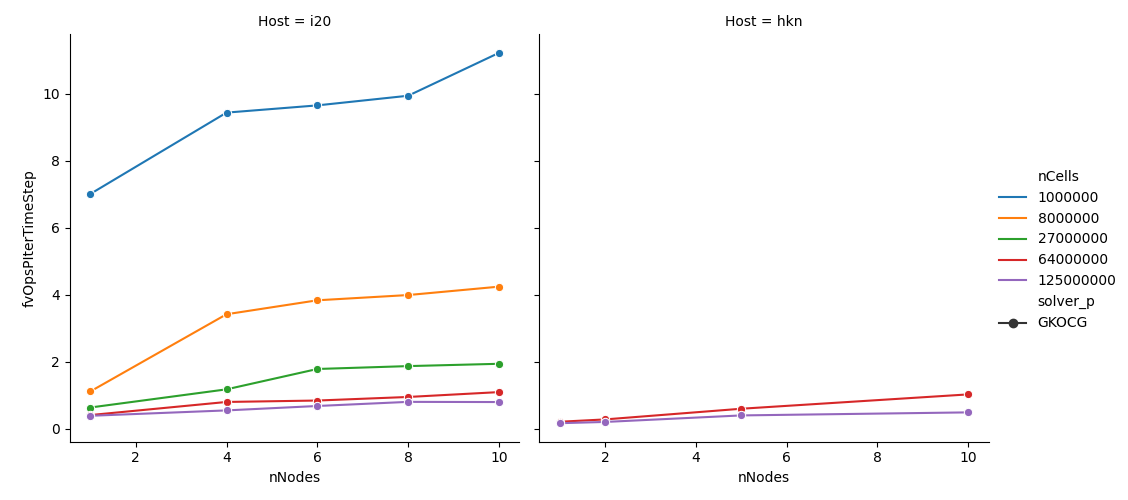 Host = i20
Host = hkn
fvOpsPIterTimeStep
10
8
6
4
2
0
2
4
6
8
10
nNodes
2
4
6
8
10
nNodes
nCells
1000000
8000000
27000000
64000000
125000000
solver_p
GKOCG